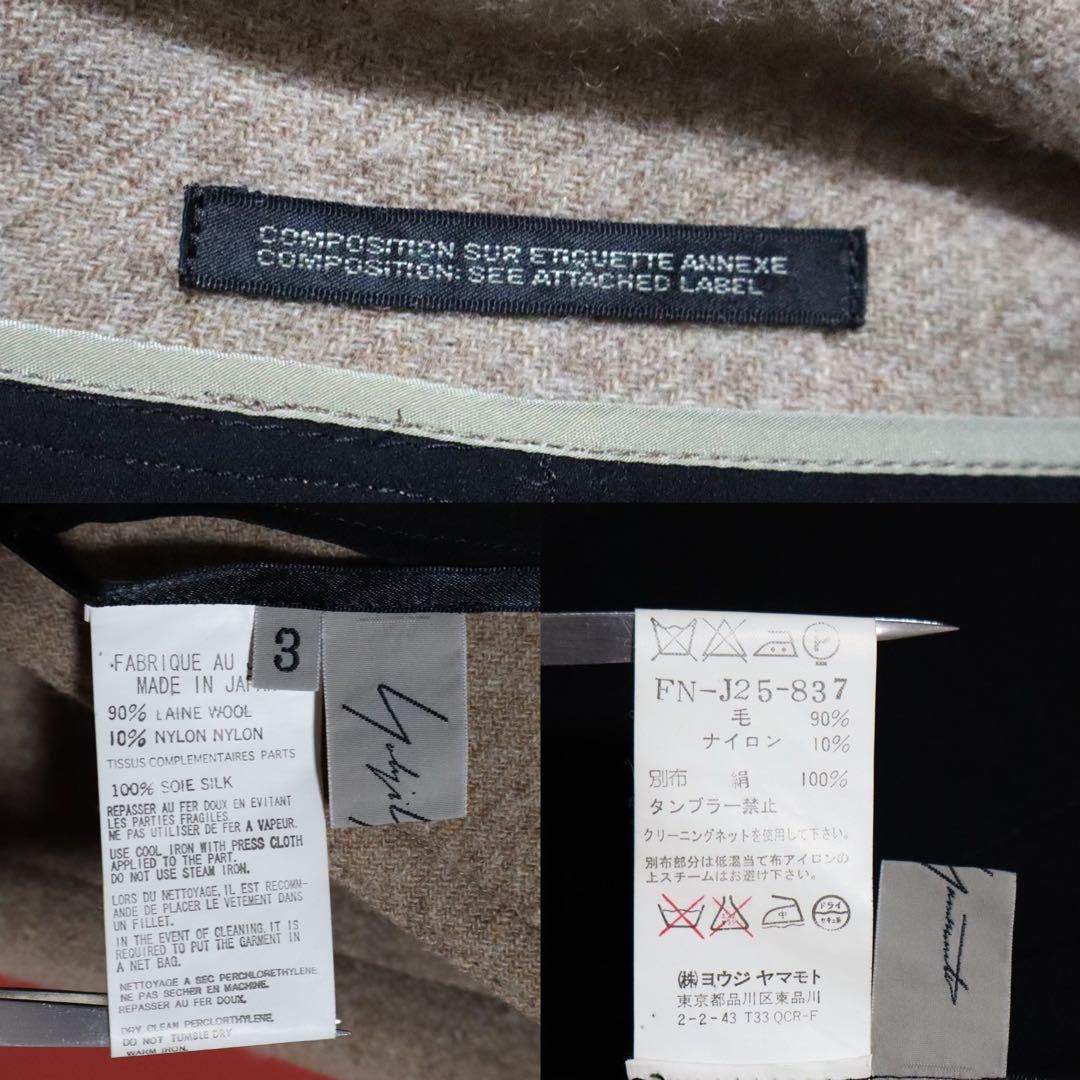 COMPOSITION SUR ETIQUETTE ANNEXE
COMPOSITION: SEE ATTACHED LABEL
FABRIQUE AU
MADE IN JAPAN
90% LAINE WOOL
10% NYLON NYLON
TISSUS COMPLEMENTAIRES PARTS
100% SOIE SILK
REPASSER AU FER DOUX EN EVITANT
LES PARTIES FRAGILES.
NE PAS UTILISER DE FER A VAPEUR.
USE COOL IRON WITH PRESS CLOTH
APPLIED TO THE PART.
DO NOT USE STEAM IRON.
LORS DU NETTOYAGE, IL EST RECOMM-
ANDE DE PLACER LE VETEMENT DANS
UN FILLET.
IN THE EVENT OF CLEANING, IT IS
REQUIRED TO PUT THE GARMENT IN
A NET BAG.
NETTOYAGE A SEC PERCHLORETHYLENE
NE PAS SECHER EN MACHINE.
REPASSER AU FER DOUX.
DRY CLEAN PERCLORTHYLENE.
DO NOT TUMBLE DRY
WARM IRON.
3
Yohji
P
FN-J25-837
毛 90%
ナイロン 10%
別布 絹 100%
タンブラー禁止
クリーニングネットを使用して下さい。
別布部分は低温当て布アイロンの
上スチームはお避け下さい。
中
ドライ
セキユ系
㈱ヨウジ ヤマモト
東京都品川区東品川
2-2-43 T33 QCR-F
Yamamoto